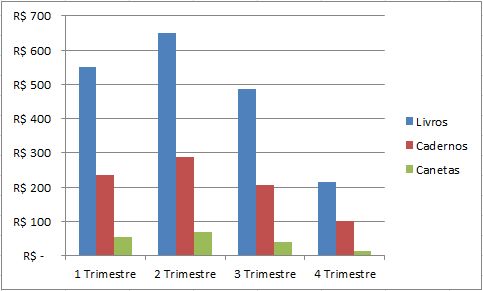 R$ 700
R$ 600
R$ 500
R$ 400
R$ 300
R$ 200
R$ 100
R$ -
1 Trimestre
2 Trimestre
3 Trimestre
4 Trimestre
Livros
Cadernos
Canetas